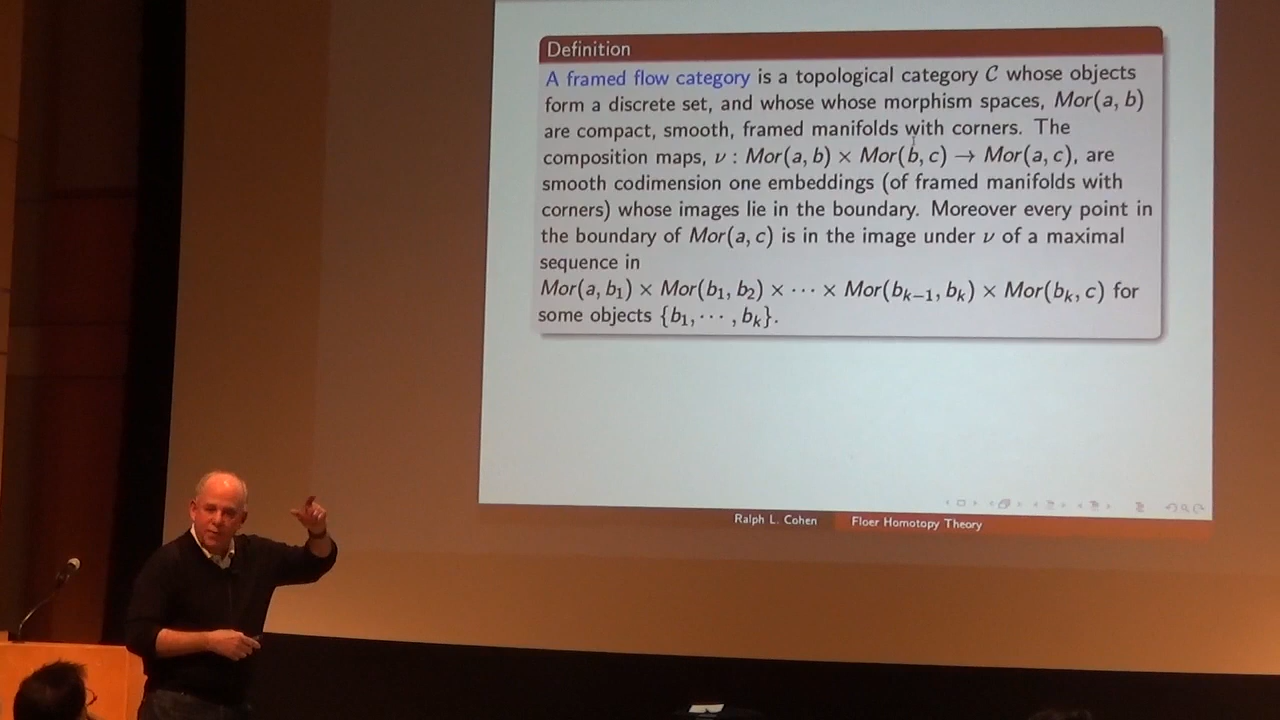 Definition
A framed flow category is a topological category 𝒞 whose objects
form a discrete set, and whose whose morphism spaces, Mor(a, b)
are compact, smooth, framed manifolds with corners. The
composition maps, ν : Mor(a, b) × Mor(b, c) → Mor(a, c), are
smooth codimension one embeddings (of framed manifolds with
corners) whose images lie in the boundary. Moreover every point in
the boundary of Mor(a, c) is in the image under ν of a maximal
sequence in
Mor(a, b₁) × Mor(b₁, b₂) × ⋯ × Mor(bₖ₋₁, bₖ) × Mor(bₖ, c) for
some objects {b₁, ⋯ , bₖ}.
Ralph L. Cohen Floer Homotopy Theory